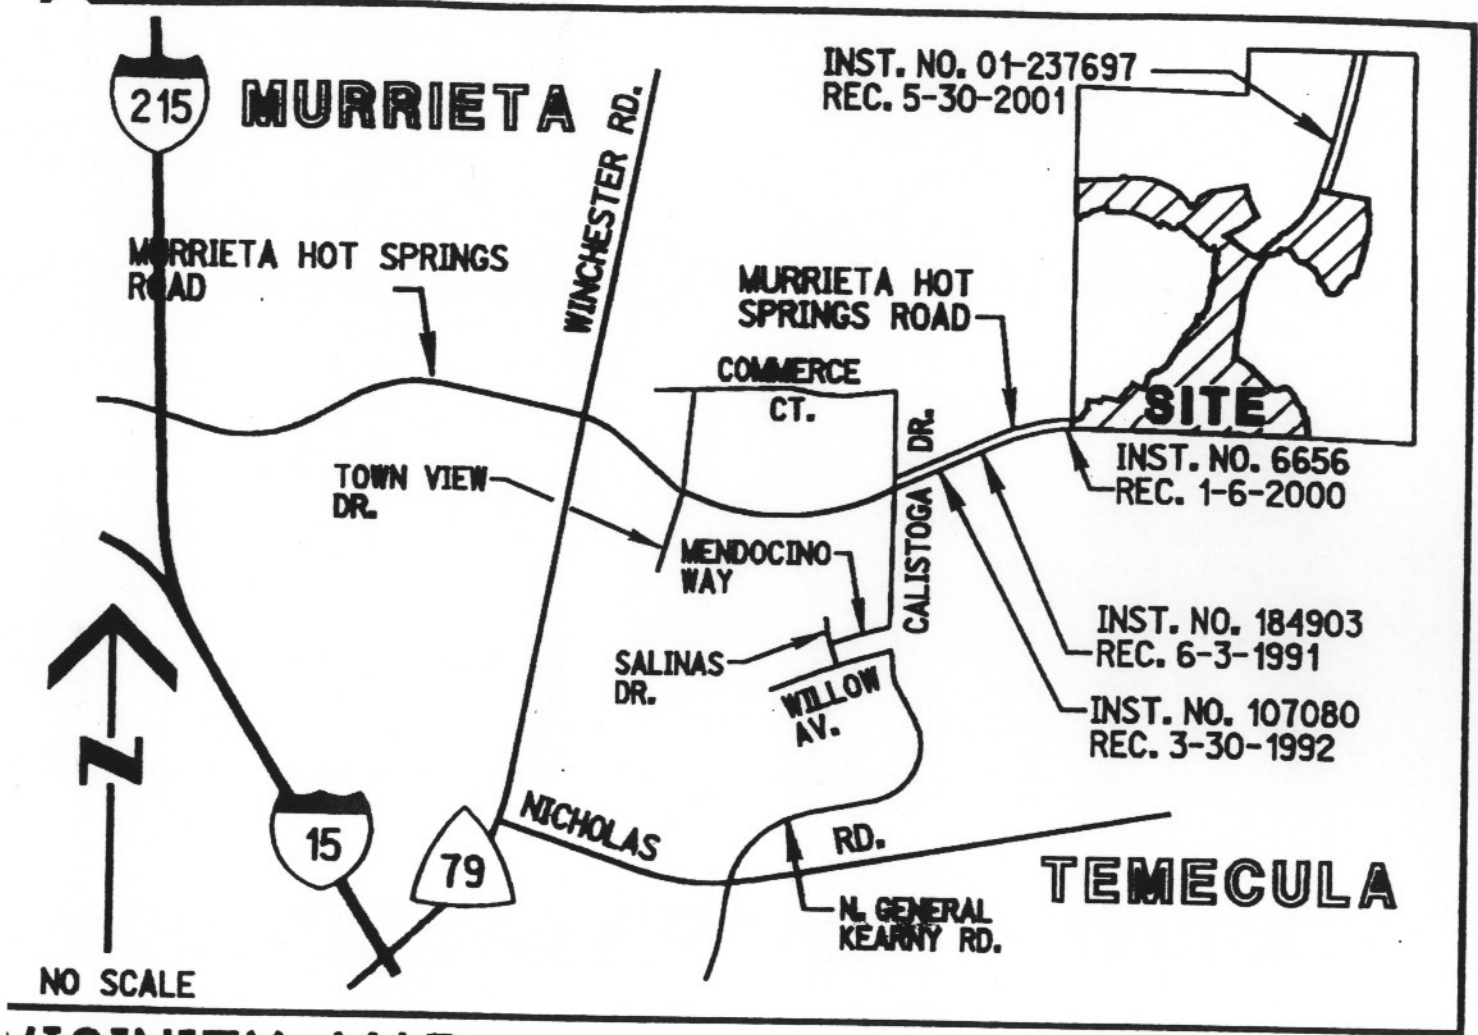 215
MURRIETA
WINCHESTER RD.
INST. NO. 01-237697
REC. 5-30-2001
MURRIETA HOT SPRINGS
ROAD
MURRIETA HOT
SPRINGS ROAD
COMMERCE
CT.
SITE
CALISTOGA DR.
INST. NO. 6656
REC. 1-6-2000
TOWN VIEW
DR.
MENDOCINO
WAY
SALINAS
DR.
WILLOW
AV.
INST. NO. 184903
REC. 6-3-1991
INST. NO. 107080
REC. 3-30-1992
N
15
79
NICHOLAS RD.
TEMECULA
N. GENERAL
KEARNY RD.
NO SCALE